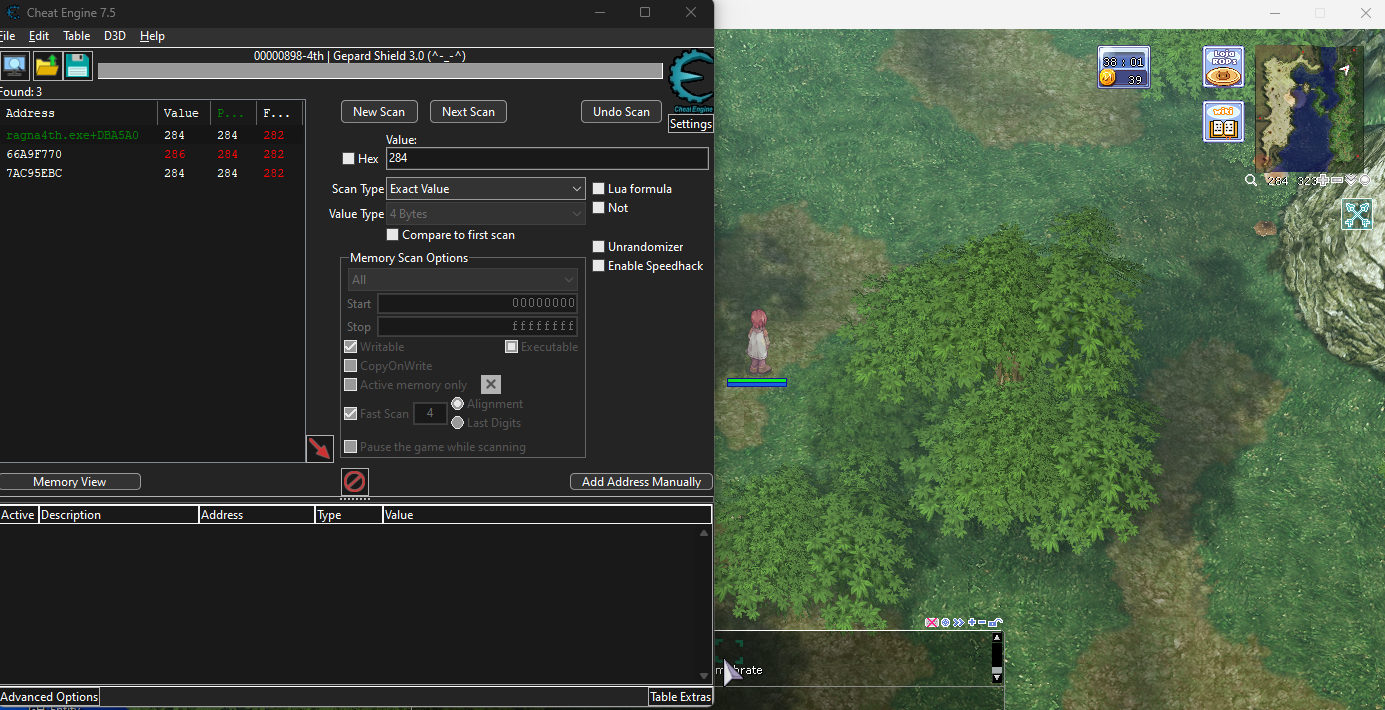 Cheat Engine 7.5
File Edit Table D3D Help
00000898-4th | Gepard Shield 3.0 (^-_-^)
Found: 3
Address Value P... F...
ragna4th.exe+DBA5A0 284 284 282
66A9F770 286 284 282
7AC95EBC 284 284 282
New Scan Next Scan Undo Scan
Cheat Engine
Settings
Value:
Hex 284
Scan Type Exact Value
Lua formula
Value Type 4 Bytes
Not
Compare to first scan
Unrandomizer
Enable Speedhack
Memory Scan Options
All
Start 00000000
Stop ffffffff
Writable Executable
CopyOnWrite
Active memory only
Fast Scan 4 Alignment
Last Digits
Pause the game while scanning
Memory View Add Address Manually
Active Description Address Type Value
Advanced Options Table Extras
38 : 01
39
Loja
ROPS
wiki
284 323